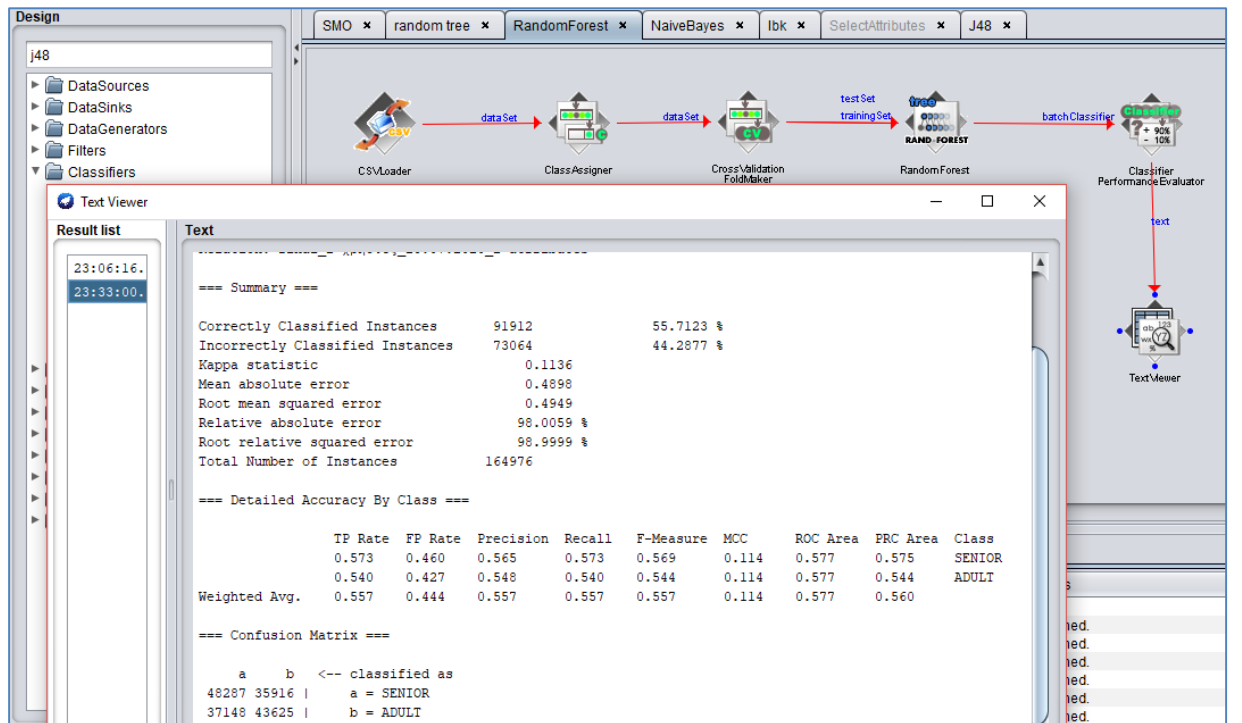 Design
j48
DataSources
DataSinks
DataGenerators
Filters
Classifiers
SMO × random tree × RandomForest × NaiveBayes × Ibk × SelectAttributes × J48 ×
CSV
CSVLoader
dataSet
C
ClassAssigner
dataSet
CV
CrossValidation
FoldMaker
testSet
trainingSet
tree
RAND-FOREST
RandomForest
batchClassifier
Classifier
? + 90%
- 10%
Classifier
PerformanceEvaluator
text
TextViewer
Text Viewer
Result list
23:06:16.
23:33:00.
Text
=== Summary ===
Correctly Classified Instances 91912 55.7123 %
Incorrectly Classified Instances 73064 44.2877 %
Kappa statistic 0.1136
Mean absolute error 0.4898
Root mean squared error 0.4949
Relative absolute error 98.0059 %
Root relative squared error 98.9999 %
Total Number of Instances 164976
=== Detailed Accuracy By Class ===
TP Rate FP Rate Precision Recall F-Measure MCC ROC Area PRC Area Class
0.573 0.460 0.565 0.573 0.569 0.114 0.577 0.575 SENIOR
0.540 0.427 0.548 0.540 0.544 0.114 0.577 0.544 ADULT
Weighted Avg. 0.557 0.444 0.557 0.557 0.557 0.114 0.577 0.560
=== Confusion Matrix ===
a b <-- classified as
48287 35916 | a = SENIOR
37148 43625 | b = ADULT